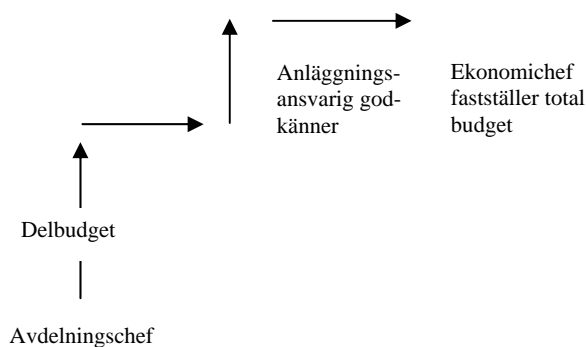 Anläggnings-
ansvarig god-
känner
Ekonomichef
fastställer total
budget
Delbudget
Avdelningschef